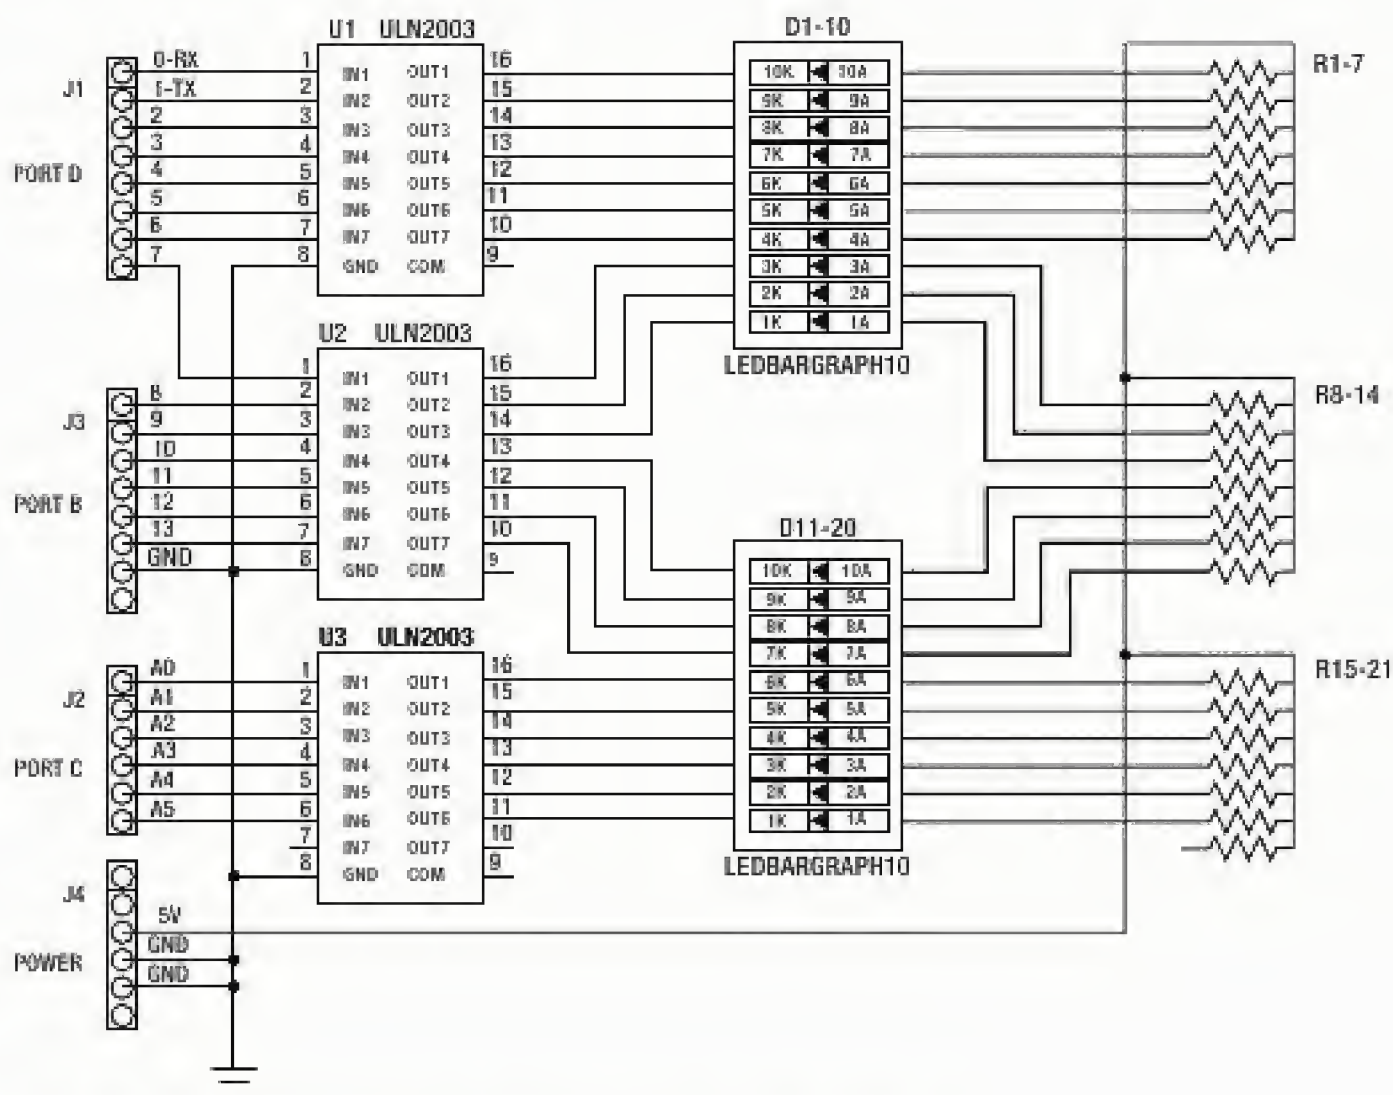 U1 ULN2003
D1-10
J1
PORT D
0-RX
1-TX
2
3
4
5
6
7
1
2
3
4
5
6
7
8
IN1 OUT1
IN2 OUT2
IN3 OUT3
IN4 OUT4
IN5 OUT5
IN6 OUT6
IN7 OUT7
GND COM
16
15
14
13
12
11
10
9
10K 10A
9K 9A
8K 8A
7K 7A
6K 6A
5K 5A
4K 4A
3K 3A
2K 2A
1K 1A
LEDBARGRAPH10
R1-7
U2 ULN2003
J3
PORT B
8
9
10
11
12
13
GND
1
2
3
4
5
6
7
8
IN1 OUT1
IN2 OUT2
IN3 OUT3
IN4 OUT4
IN5 OUT5
IN6 OUT6
IN7 OUT7
GND COM
16
15
14
13
12
11
10
9
R8-14
D11-20
10K 10A
9K 9A
8K 8A
7K 7A
6K 6A
5K 5A
4K 4A
3K 3A
2K 2A
1K 1A
LEDBARGRAPH10
U3 ULN2003
J2
PORT C
A0
A1
A2
A3
A4
A5
1
2
3
4
5
6
7
8
IN1 OUT1
IN2 OUT2
IN3 OUT3
IN4 OUT4
IN5 OUT5
IN6 OUT6
IN7 OUT7
GND COM
16
15
14
13
12
11
10
9
R15-21
J4
POWER
5V
GND
GND